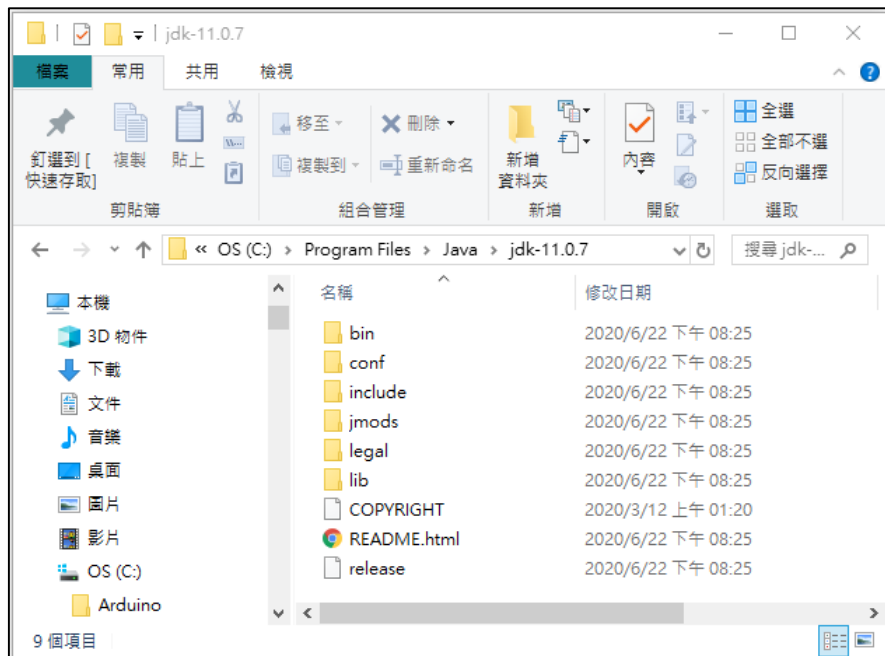 jdk-11.0.7
檔案 常用 共用 檢視
釘選到 [
快速存取]
複製
貼上
剪貼簿
移至
複製到
刪除
重新命名
組合管理
新增
資料夾
新增
內容
開啟
全選
全部不選
反向選擇
選取
« OS (C:) › Program Files › Java › jdk-11.0.7
搜尋 jdk-...
本機
3D 物件
下載
文件
音樂
桌面
圖片
影片
OS (C:)
Arduino
名稱 修改日期
bin 2020/6/22 下午 08:25
conf 2020/6/22 下午 08:25
include 2020/6/22 下午 08:25
jmods 2020/6/22 下午 08:25
legal 2020/6/22 下午 08:25
lib 2020/6/22 下午 08:25
COPYRIGHT 2020/3/12 上午 01:20
README.html 2020/6/22 下午 08:25
release 2020/6/22 下午 08:25
9 個項目